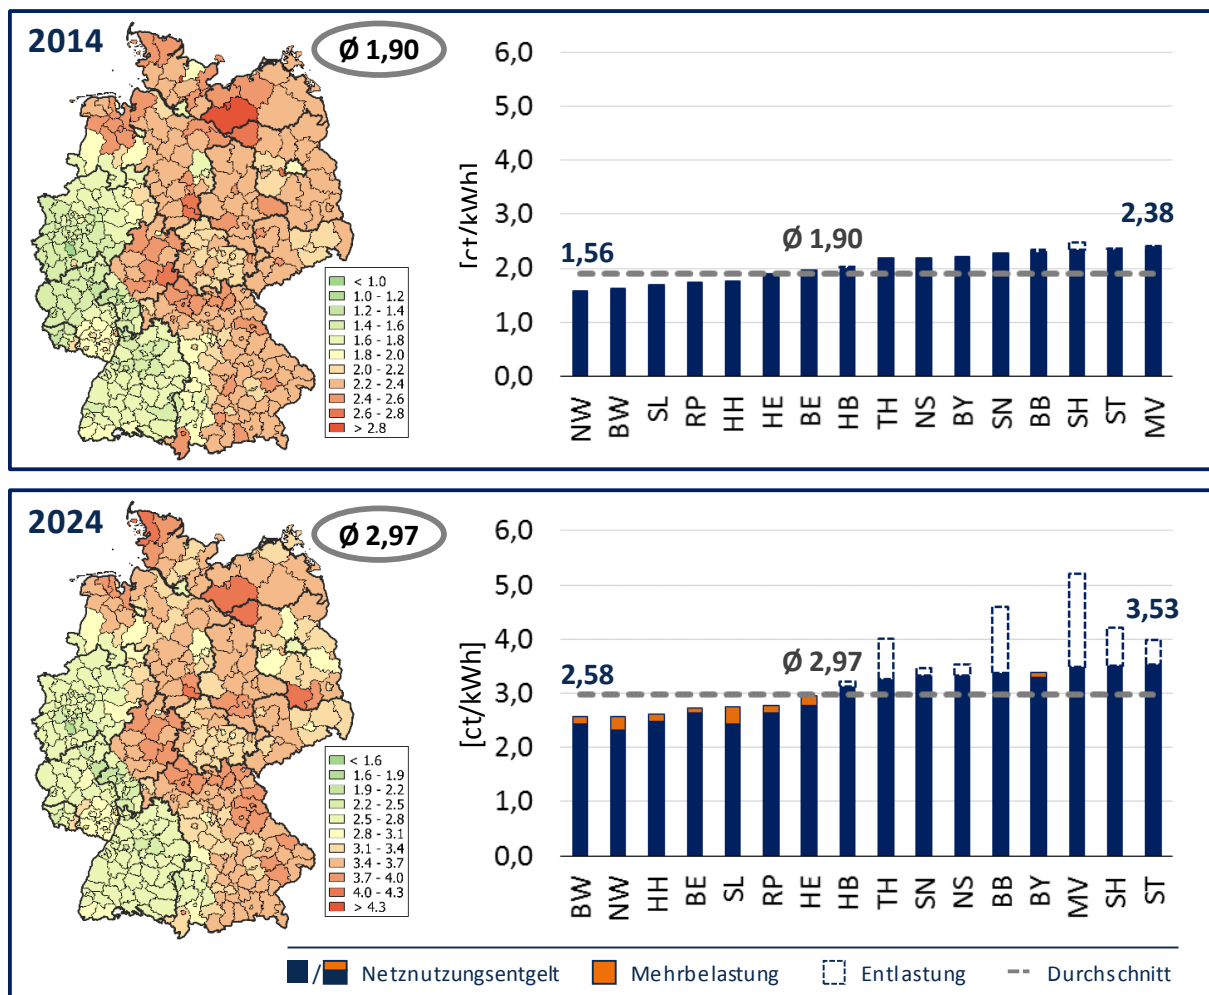 2014
Ø 1,90
< 1.0
1.0 - 1.2
1.2 - 1.4
1.4 - 1.6
1.6 - 1.8
1.8 - 2.0
2.0 - 2.2
2.2 - 2.4
2.4 - 2.6
2.6 - 2.8
> 2.8
[ct/kWh]
6,0
5,0
4,0
3,0
2,0
1,0
0,0
1,56
Ø 1,90
2,38
NW BW SL RP HH HE BE HB TH NS BY SN BB SH ST MV
2024
Ø 2,97
< 1.6
1.6 - 1.9
1.9 - 2.2
2.2 - 2.5
2.5 - 2.8
2.8 - 3.1
3.1 - 3.4
3.4 - 3.7
3.7 - 4.0
4.0 - 4.3
> 4.3
[ct/kWh]
6,0
5,0
4,0
3,0
2,0
1,0
0,0
2,58
Ø 2,97
3,53
BW NW HH BE SL RP HE HB TH SN NS BB BY MV SH ST
/ Netznutzungsentgelt Mehrbelastung Entlastung Durchschnitt